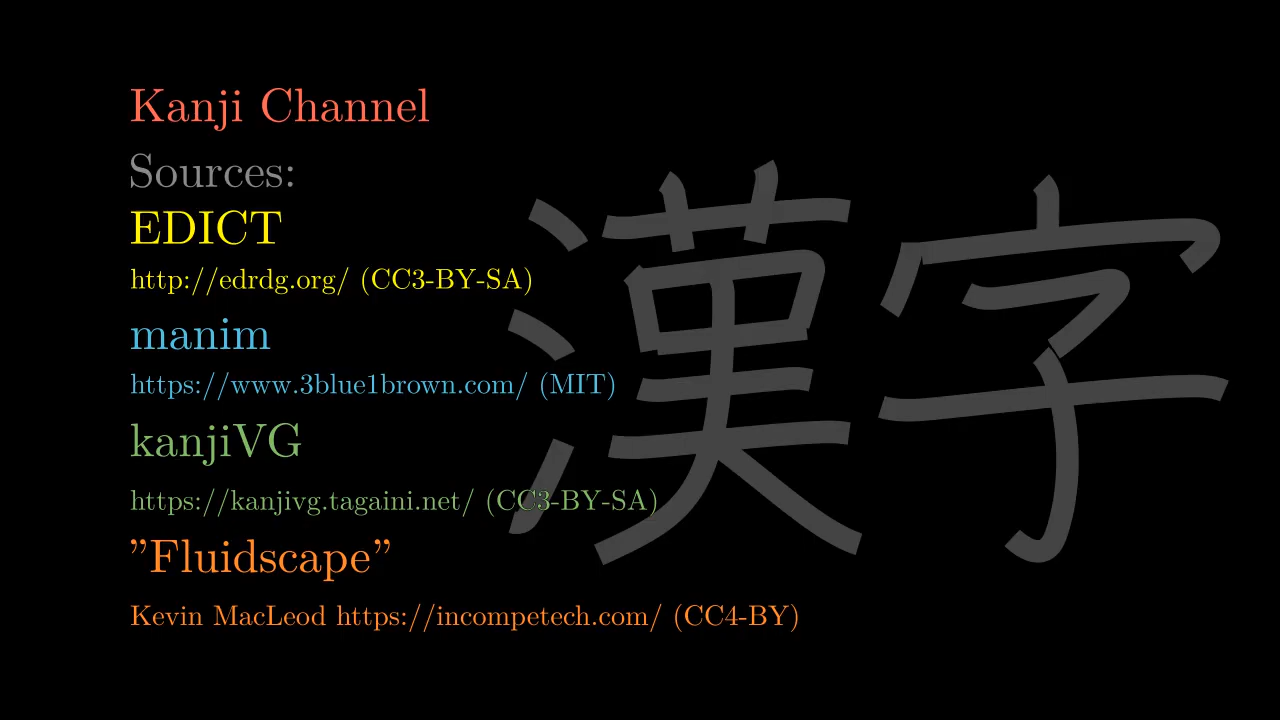 Kanji Channel
Sources:
EDICT
http://edrdg.org/ (CC3-BY-SA)
manim
https://www.3blue1brown.com/ (MIT)
kanjiVG
https://kanjivg.tagaini.net/ (CC3-BY-SA)
”Fluidscape”
Kevin MacLeod https://incompetech.com/ (CC4-BY)
漢字